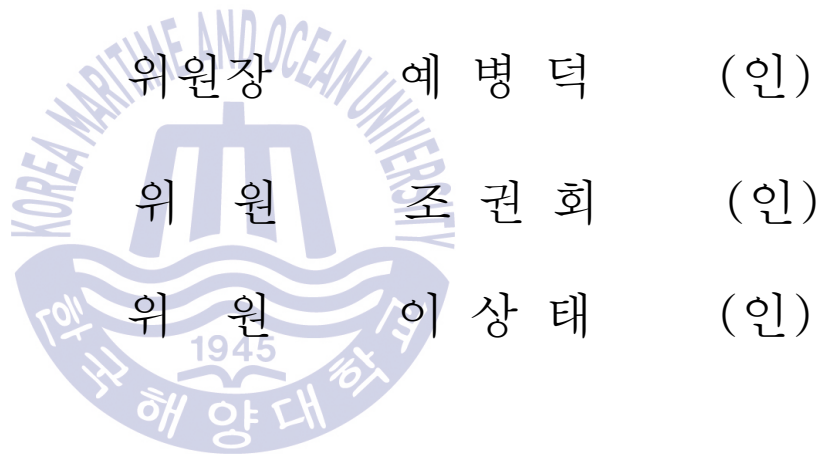 KOREA MARITIME AND OCEAN UNIVERSITY
위원장 예 병 덕 (인)
위 원 조 권 회 (인)
위 원 이 상 태 (인)
1945
한국해양대학교